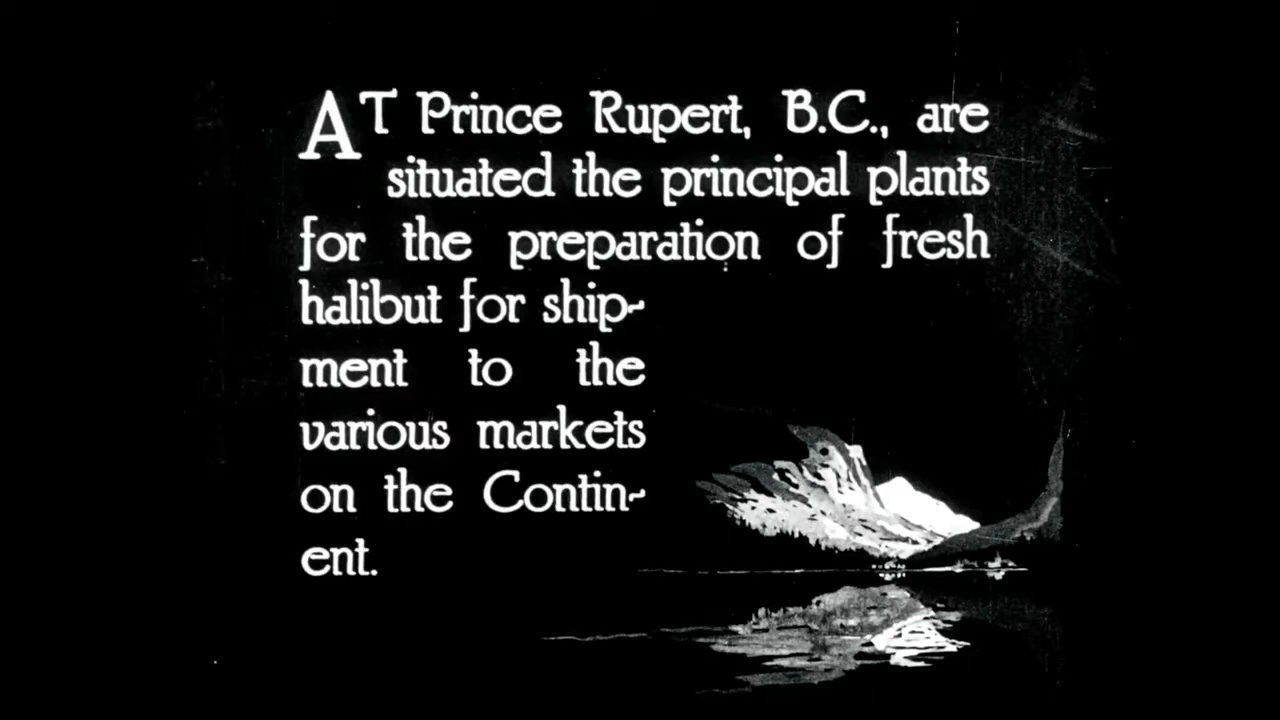 AT Prince Rupert, B.C., are
situated the principal plants
for the preparation of fresh
halibut for ship-
ment to the
various markets
on the Contin-
ent.